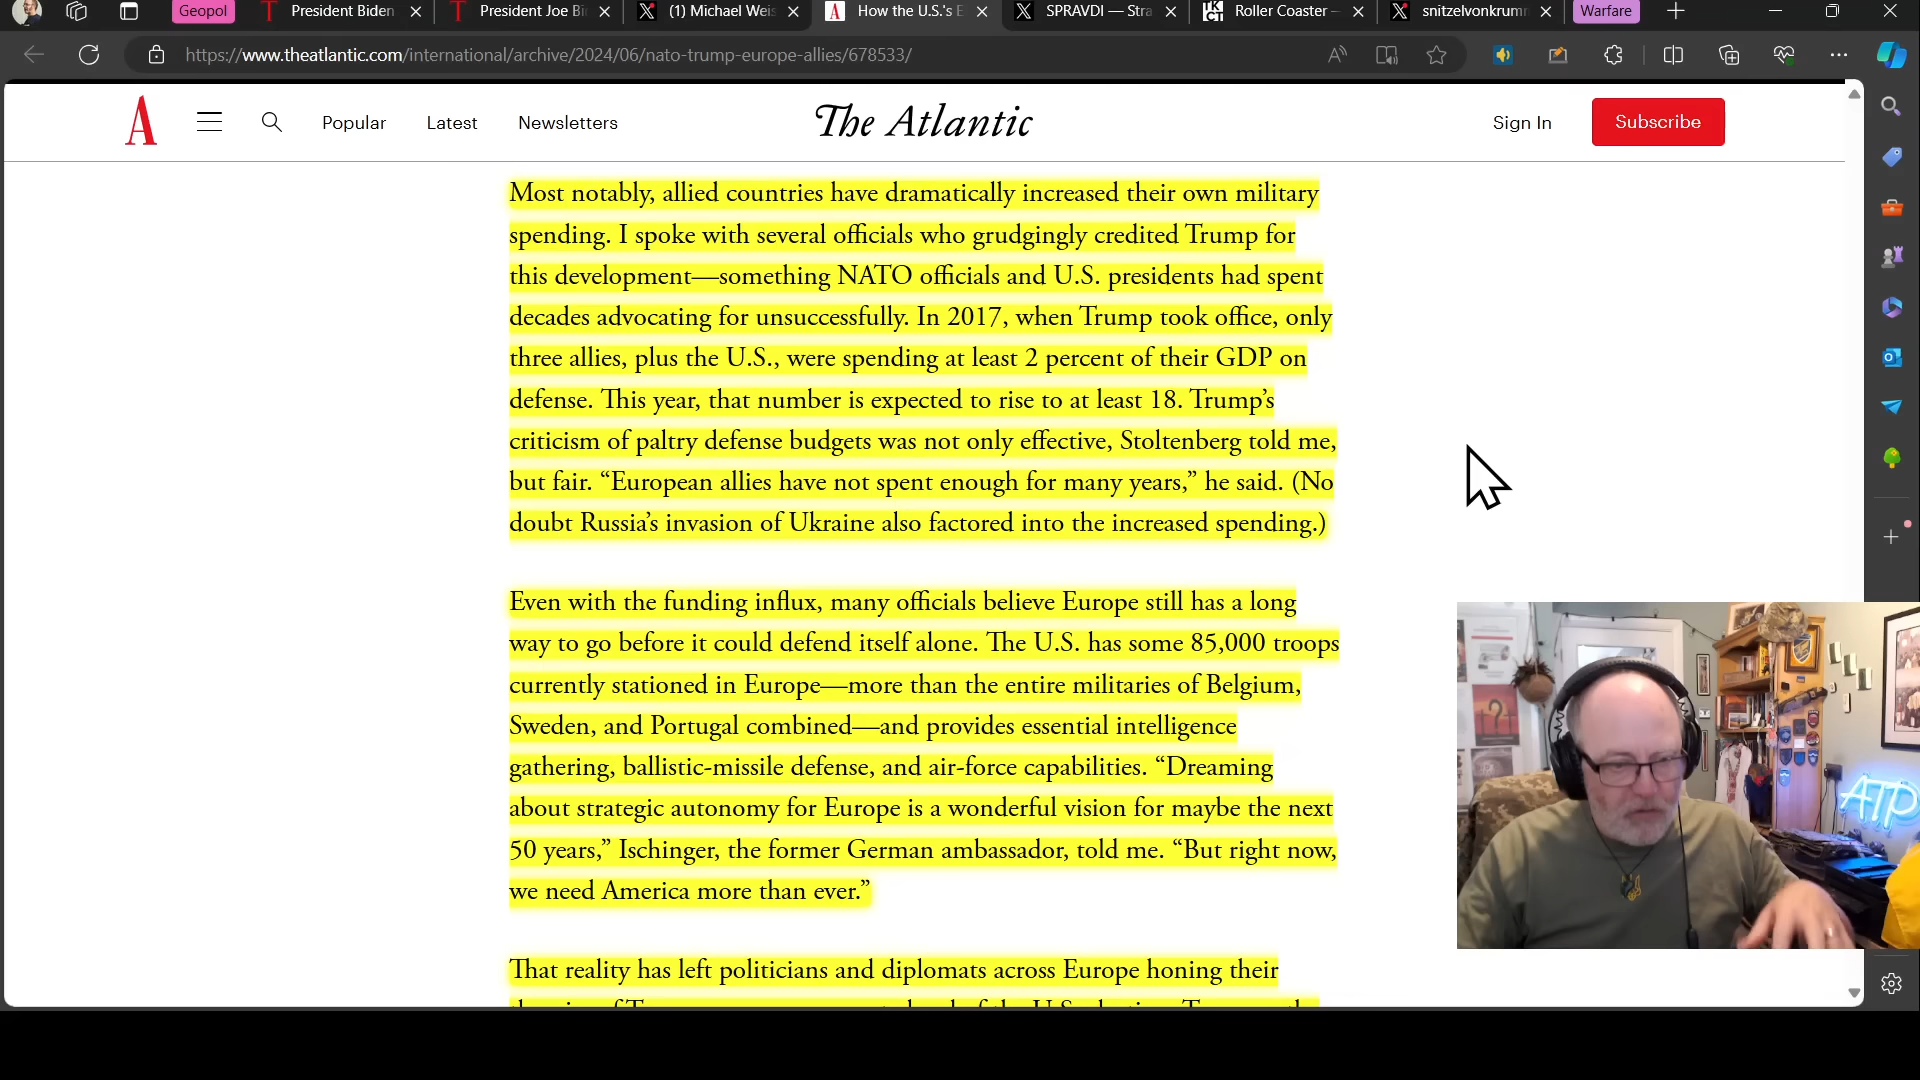 Geopol
President Biden
President Joe Bi
(1) Michael Weis
How the U.S.'s E
SPRAVDI — Stra
Roller Coaster –
snitzelvonkrumm
Warfare
https://www.theatlantic.com/international/archive/2024/06/nato-trump-europe-allies/678533/
A
Popular
Latest
Newsletters
The Atlantic
Sign In
Subscribe
Most notably, allied countries have dramatically increased their own military
spending. I spoke with several officials who grudgingly credited Trump for
this development—something NATO officials and U.S. presidents had spent
decades advocating for unsuccessfully. In 2017, when Trump took office, only
three allies, plus the U.S., were spending at least 2 percent of their GDP on
defense. This year, that number is expected to rise to at least 18. Trump’s
criticism of paltry defense budgets was not only effective, Stoltenberg told me,
but fair. “European allies have not spent enough for many years,” he said. (No
doubt Russia’s invasion of Ukraine also factored into the increased spending.)
Even with the funding influx, many officials believe Europe still has a long
way to go before it could defend itself alone. The U.S. has some 85,000 troops
currently stationed in Europe—more than the entire militaries of Belgium,
Sweden, and Portugal combined—and provides essential intelligence
gathering, ballistic-missile defense, and air-force capabilities. “Dreaming
about strategic autonomy for Europe is a wonderful vision for maybe the next
50 years,” Ischinger, the former German ambassador, told me. “But right now,
we need America more than ever.”
That reality has left politicians and diplomats across Europe honing their
ATP